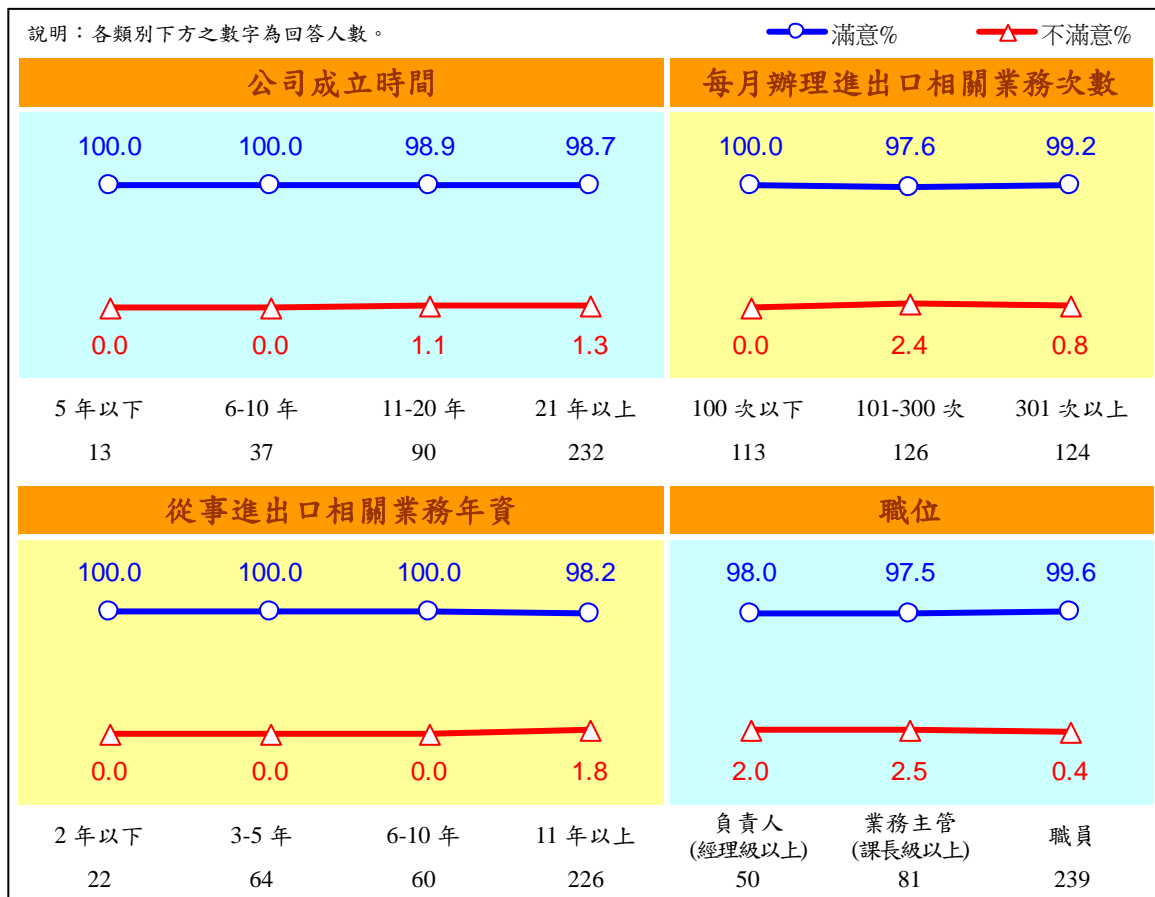 說明：各類別下方之數字為回答人數。 滿意% 不滿意%
公司成立時間 每月辦理進出口相關業務次數
100.0 100.0 98.9 98.7 100.0 97.6 99.2
0.0 0.0 1.1 1.3 0.0 2.4 0.8
5 年以下 6-10 年 11-20 年 21 年以上 100 次以下 101-300 次 301 次以上
13 37 90 232 113 126 124
從事進出口相關業務年資 職位
100.0 100.0 100.0 98.2 98.0 97.5 99.6
0.0 0.0 0.0 1.8 2.0 2.5 0.4
2 年以下 3-5 年 6-10 年 11 年以上 負責人 業務主管 職員
(經理級以上) (課長級以上)
22 64 60 226 50 81 239